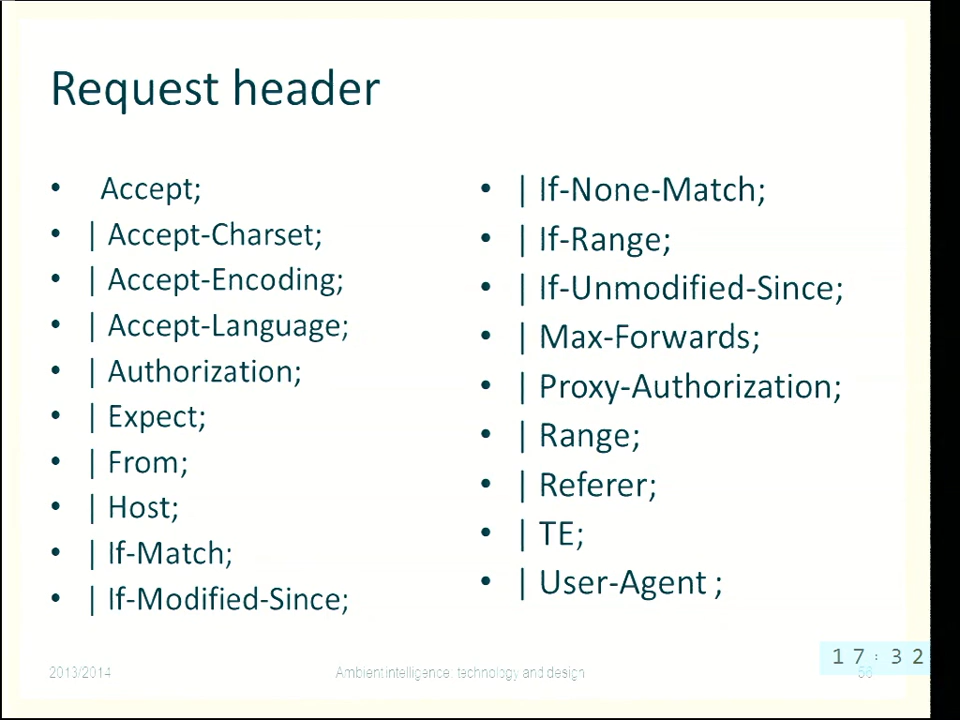 Request header
• Accept;
• | Accept-Charset;
• | Accept-Encoding;
• | Accept-Language;
• | Authorization;
• | Expect;
• | From;
• | Host;
• | If-Match;
• | If-Modified-Since;
• | If-None-Match;
• | If-Range;
• | If-Unmodified-Since;
• | Max-Forwards;
• | Proxy-Authorization;
• | Range;
• | Referer;
• | TE;
• | User-Agent ;
2013/2014
Ambient intelligence: technology and design
56
17:32